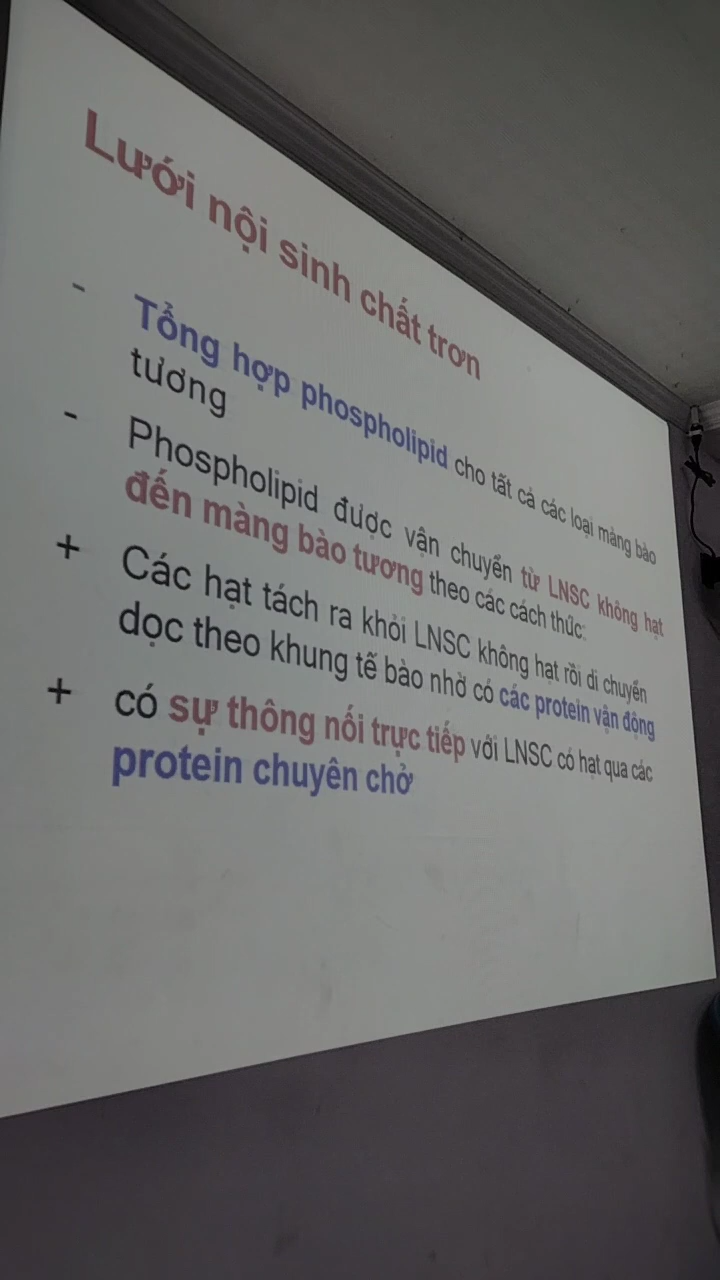 Lưới nội sinh chất trơn
- Tổng hợp phospholipid cho tất cả các loại màng bào
tương
- Phospholipid được vận chuyển từ LNSC không hạt
đến màng bào tương theo các cách thức:
+ Các hạt tách ra khỏi LNSC không hạt rồi di chuyển
dọc theo khung tế bào nhờ có các protein vận động
+ có sự thông nối trực tiếp với LNSC có hạt qua các
protein chuyên chở